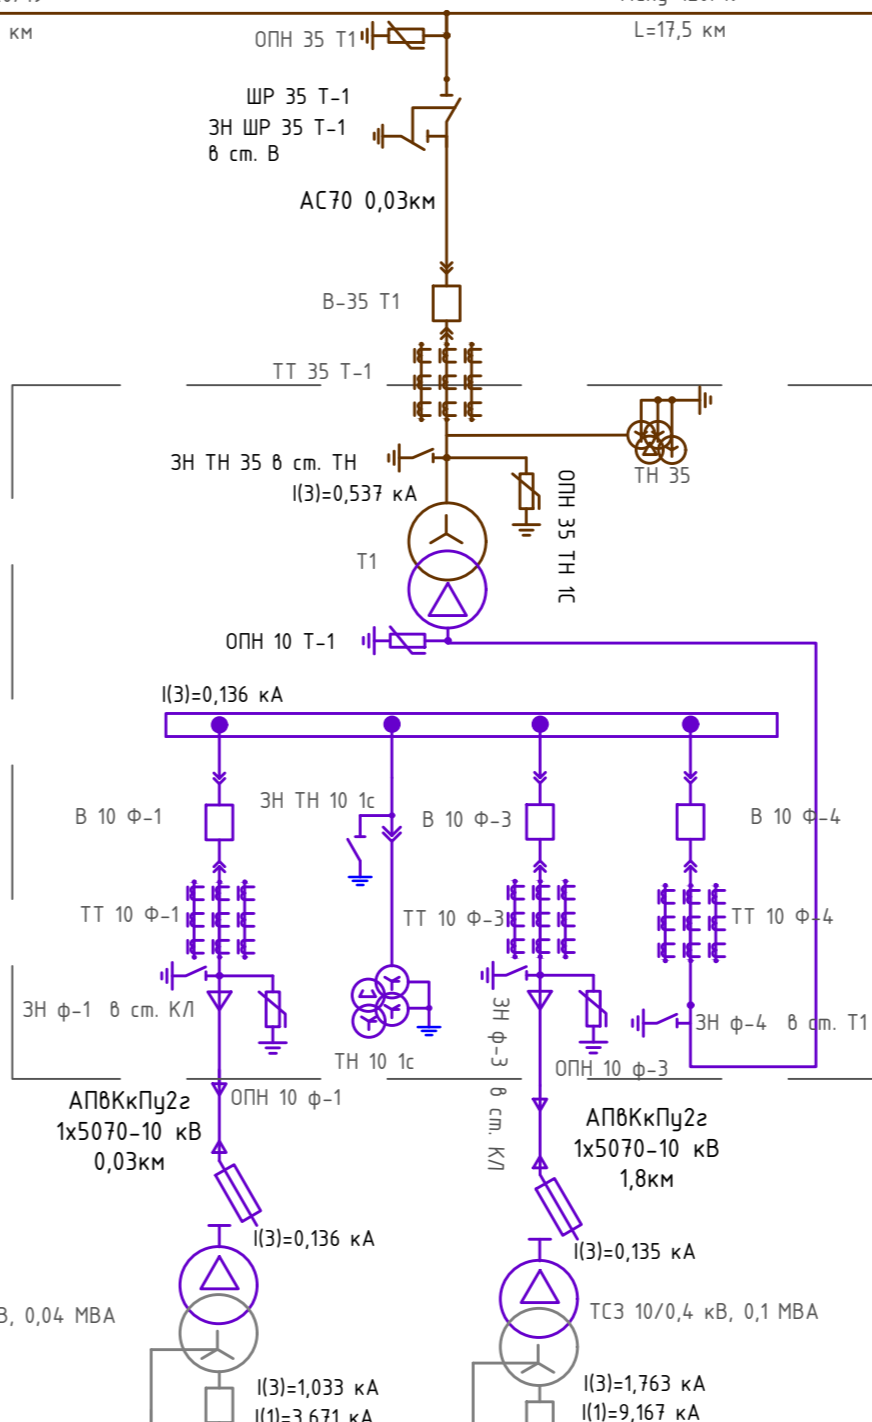 км
L=17,5 км
ОПН 35 Т1
ШР 35 Т-1
ЗН ШР 35 Т-1
в ст. В
АС70 0,03км
В-35 Т1
ТТ 35 Т-1
ЗН ТН 35 в ст. ТН
ТН 35
I(3)=0,537 кА
ОПН 35 ТН 1С
Т1
ОПН 10 Т-1
I(3)=0,136 кА
В 10 Ф-1
ЗН ТН 10 1с
В 10 Ф-3
В 10 Ф-4
ТТ 10 Ф-1
ТТ 10 Ф-3
ТТ 10 Ф-4
ЗН ф-1 в ст. КЛ
ЗН ф-3 в ст. КЛ
ЗН ф-4 в ст. Т1
ТН 10 1с
ОПН 10 ф-3
ОПН 10 ф-1
АПвКкПу2г
1х5070-10 кВ
0,03км
АПвКкПу2г
1х5070-10 кВ
1,8км
I(3)=0,136 кА
I(3)=0,135 кА
В, 0,04 МВА
ТСЗ 10/0,4 кВ, 0,1 МВА
I(3)=1,033 кА
I(1)=3,671 кА
I(3)=1,763 кА
I(1)=9,167 кА